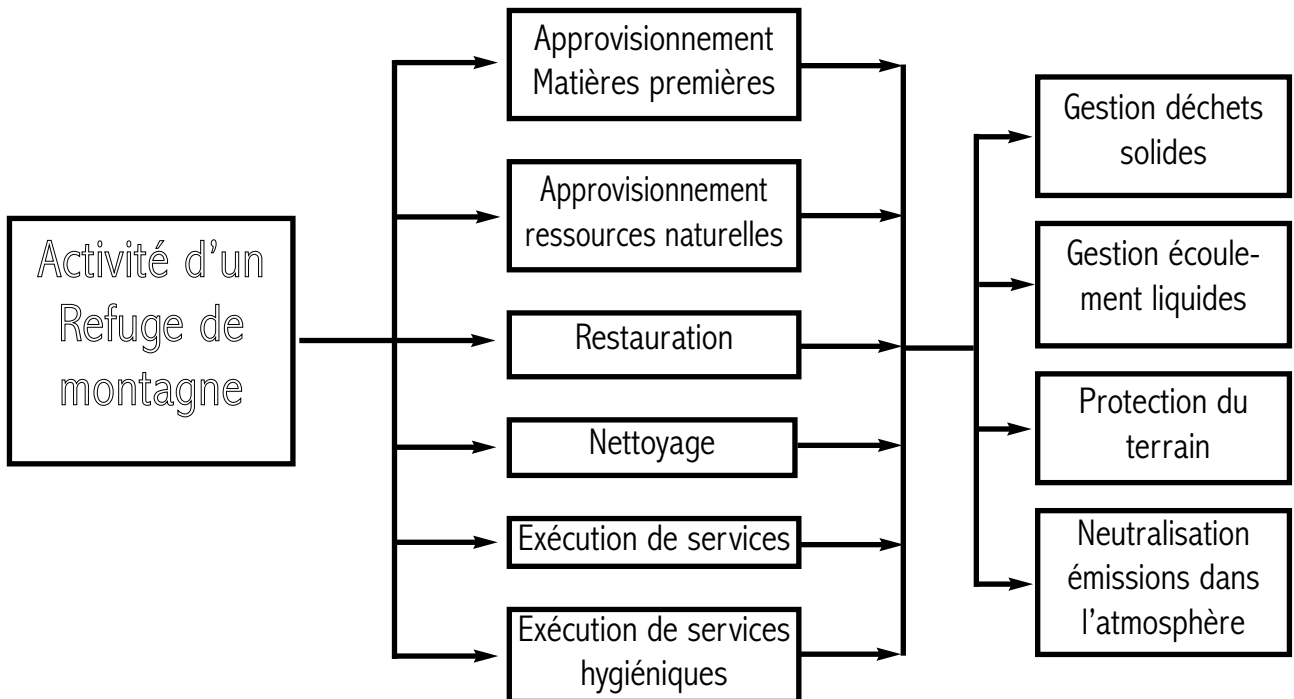 Activité d'un
Refuge de
montagne
Approvisionnement
Matières premières
Approvisionnement
ressources naturelles
Restauration
Nettoyage
Exécution de services
Exécution de services
hygiéniques
Gestion déchets
solides
Gestion écoule-
ment liquides
Protection du
terrain
Neutralisation
émissions dans
l'atmosphère